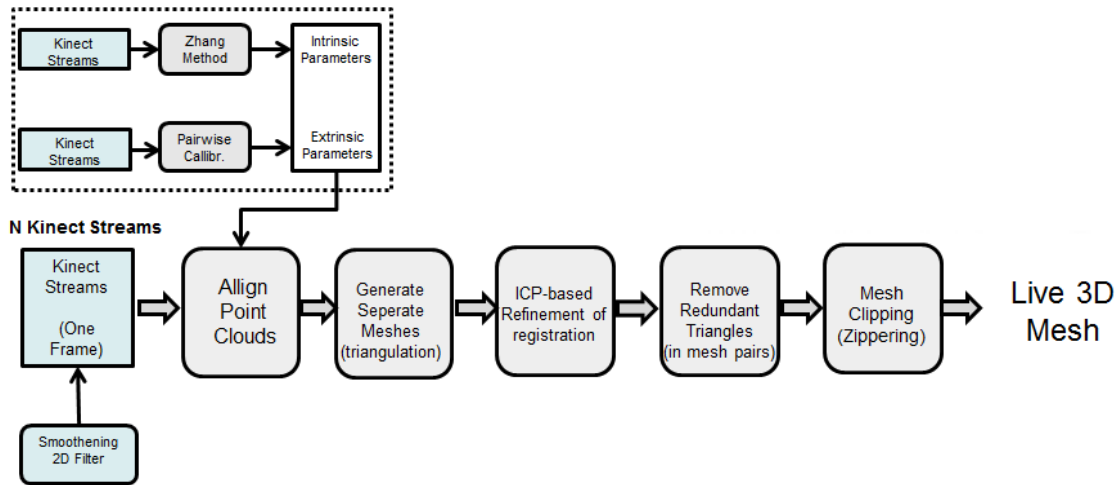 Kinect
Streams
Zhang
Method
Intrinsic
Parameters
Kinect
Streams
Pairwise
Callibr.
Extrinsic
Parameters
N Kinect Streams
Kinect
Streams
(One
Frame)
Allign
Point
Clouds
Generate
Seperate
Meshes
(triangulation)
ICP-based
Refinement of
registration
Remove
Redundant
Triangles
(in mesh pairs)
Mesh
Clipping
(Zippering)
Live 3D
Mesh
Smoothening
2D Filter